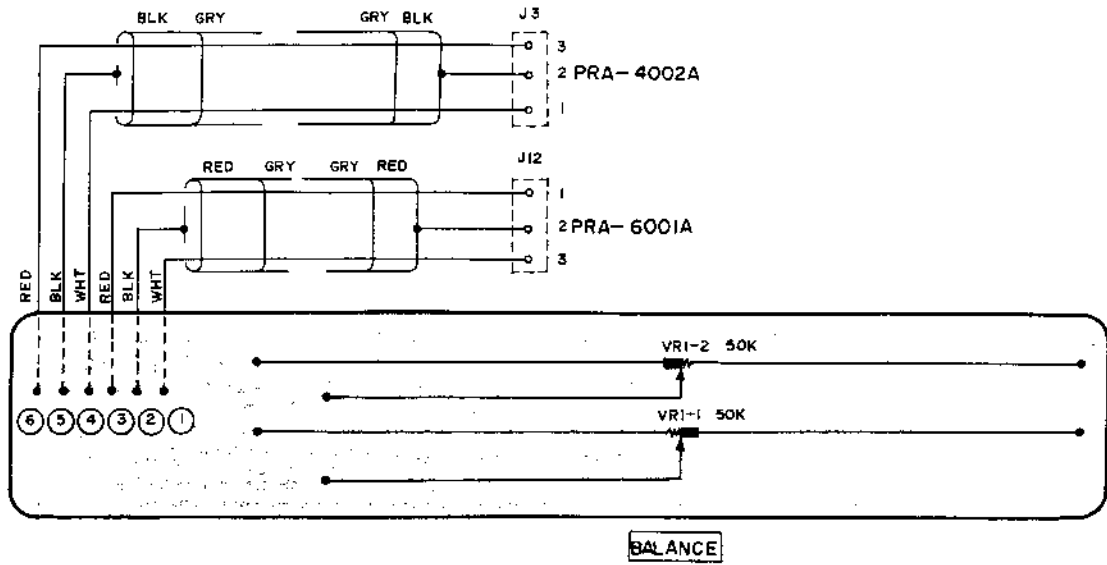 BLK GRY GRY BLK J3
3
2 PRA-4002A
1
RED GRY GRY RED J12
1
2 PRA-6001A
3
RED BLK WHT RED BLK WHT
VR1-2 50K
6 5 4 3 2 1
VR1-1 50K
BALANCE